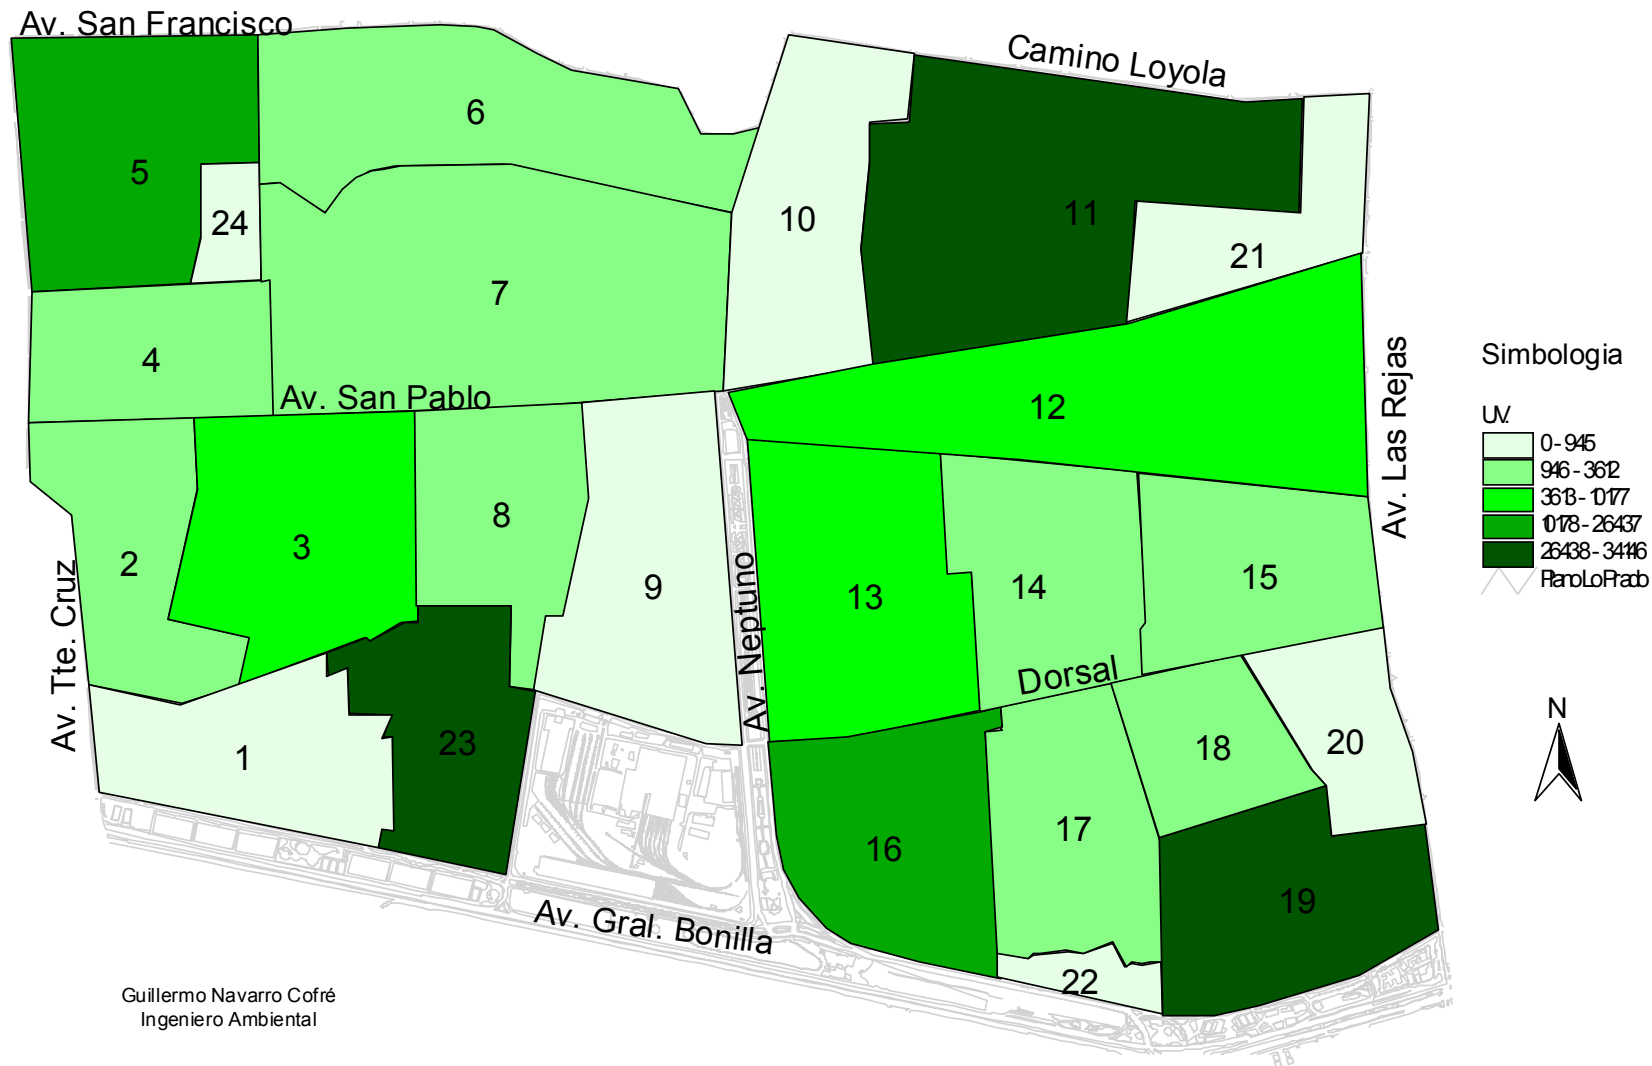 Av. San Francisco
Camino Loyola
6
5
24
10
11
21
7
4
Av. San Pablo
12
Av. Las Rejas
Simbologia
UV.
0 - 945
946 - 3612
3613 - 10177
10178 - 26437
26438 - 34446
Plano Lo Prado
2
3
8
9
13
14
15
Av. Tte. Cruz
Av. Neptuno
Dorsal
1
23
18
20
N
16
17
19
22
Av. Gral. Bonilla
Guillermo Navarro Cofré
Ingeniero Ambiental